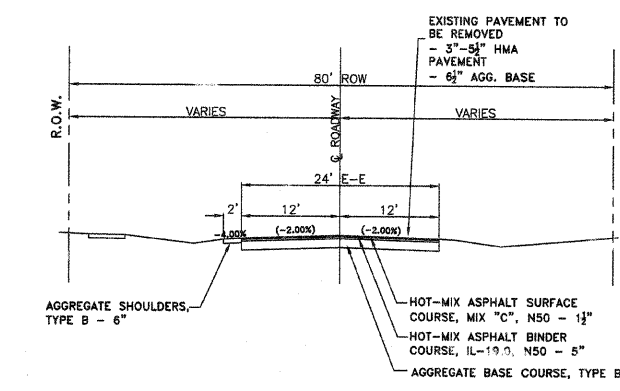 EXISTING PAVEMENT TO
BE REMOVED
- 3"-5½" HMA
PAVEMENT
- 6½" AGG. BASE
80' ROW
R.O.W.
VARIES
VARIES
℄ ROADWAY
24' E-E
2'
12'
12'
-4.00%
(-2.00%)
(-2.00%)
AGGREGATE SHOULDERS,
TYPE B - 6"
HOT-MIX ASPHALT SURFACE
COURSE, MIX "C", N50 - 1½"
HOT-MIX ASPHALT BINDER
COURSE, IL-19.0, N50 - 5"
AGGREGATE BASE COURSE, TYPE B